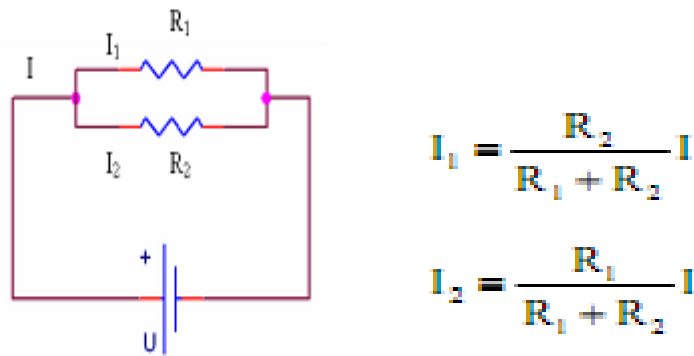 R₁
I₁
I
I₂ R₂
+
U
I₁ = R₂ / (R₁ + R₂) I
I₂ = R₁ / (R₁ + R₂) I